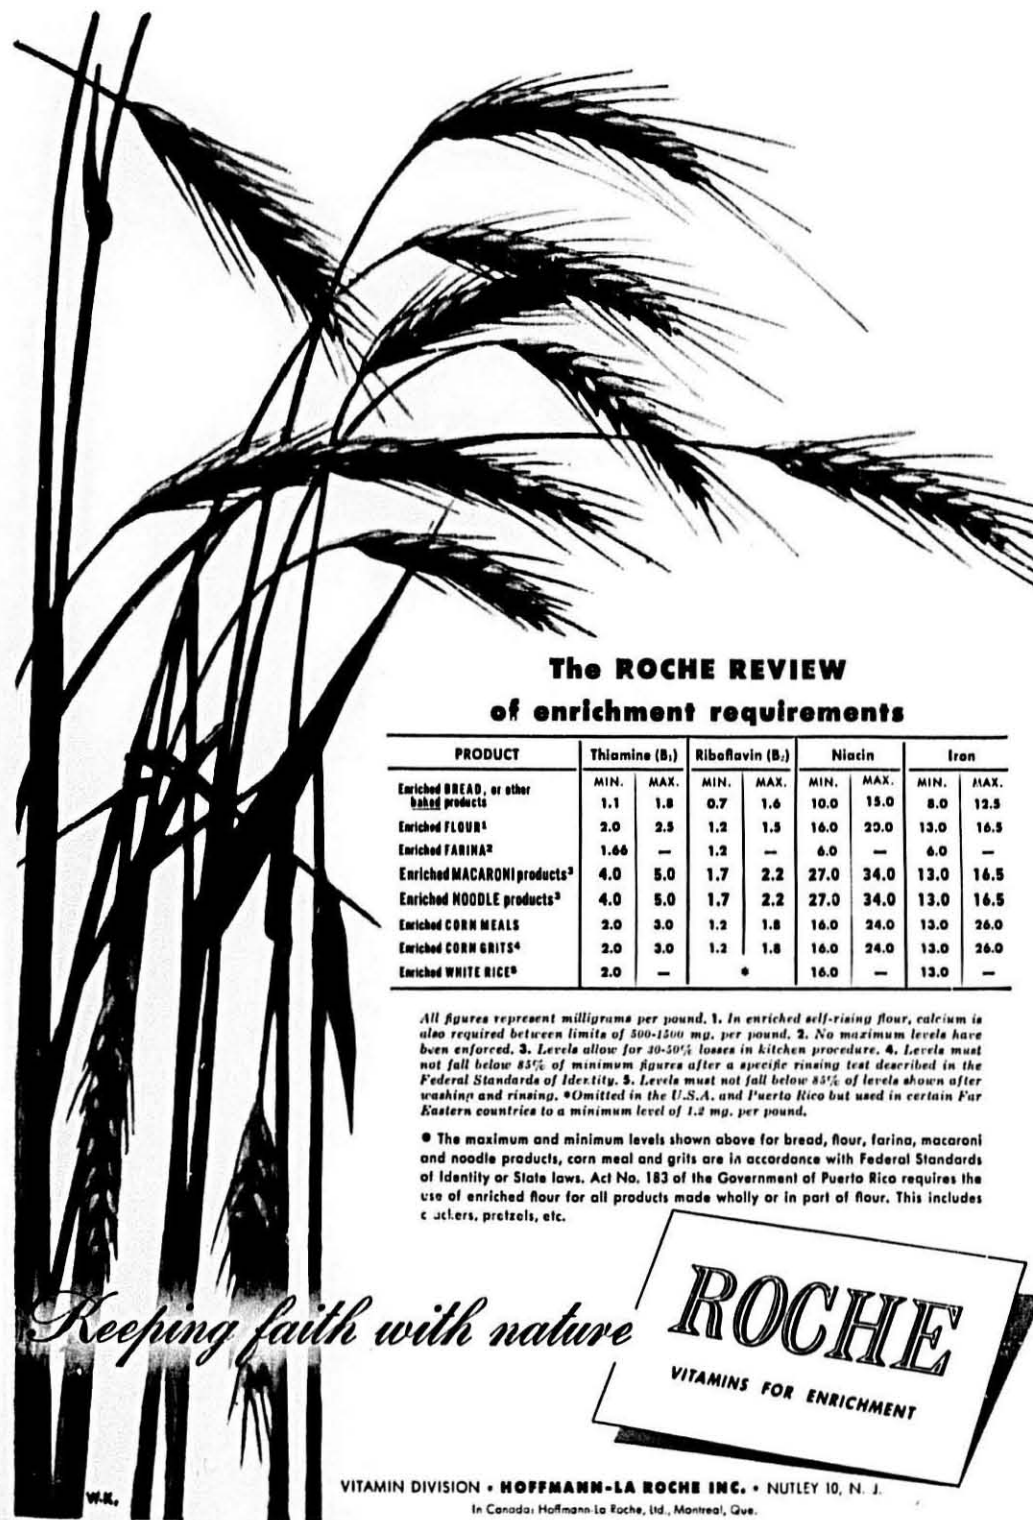 The ROCHE REVIEW
of enrichment requirements
PRODUCT Thiamine (B₁) Riboflavin (B₂) Niacin Iron
MIN. MAX. MIN. MAX. MIN. MAX. MIN. MAX.
Enriched BREAD, or other
baked products 1.1 1.8 0.7 1.6 10.0 15.0 8.0 12.5
Enriched FLOUR¹ 2.0 2.5 1.2 1.5 16.0 20.0 13.0 16.5
Enriched FARINA² 1.66 — 1.2 — 6.0 — 6.0 —
Enriched MACARONI products³ 4.0 5.0 1.7 2.2 27.0 34.0 13.0 16.5
Enriched NOODLE products³ 4.0 5.0 1.7 2.2 27.0 34.0 13.0 16.5
Enriched CORN MEALS 2.0 3.0 1.2 1.8 16.0 24.0 13.0 26.0
Enriched CORN GRITS⁴ 2.0 3.0 1.2 1.8 16.0 24.0 13.0 26.0
Enriched WHITE RICE⁵ 2.0 — * 16.0 — 13.0 —
All figures represent milligrams per pound. 1. In enriched self-rising flour, calcium is
also required between limits of 500-1500 mg. per pound. 2. No maximum levels have
been enforced. 3. Levels allow for 30-50% losses in kitchen procedure. 4. Levels must
not fall below 85% of minimum figures after a specific rinsing test described in the
Federal Standards of Identity. 5. Levels must not fall below 85% of levels shown after
washing and rinsing. *Omitted in the U.S.A. and Puerto Rico but used in certain Far
Eastern countries to a minimum level of 1.2 mg. per pound.
● The maximum and minimum levels shown above for bread, flour, farina, macaroni
and noodle products, corn meal and grits are in accordance with Federal Standards
of Identity or State laws. Act No. 183 of the Government of Puerto Rico requires the
use of enriched flour for all products made wholly or in part of flour. This includes
crackers, pretzels, etc.
Keeping faith with nature
ROCHE
VITAMINS FOR ENRICHMENT
VITAMIN DIVISION • HOFFMANN-LA ROCHE INC. • NUTLEY 10, N. J.
In Canada: Hoffmann-La Roche, Ltd., Montreal, Que.
W.K.